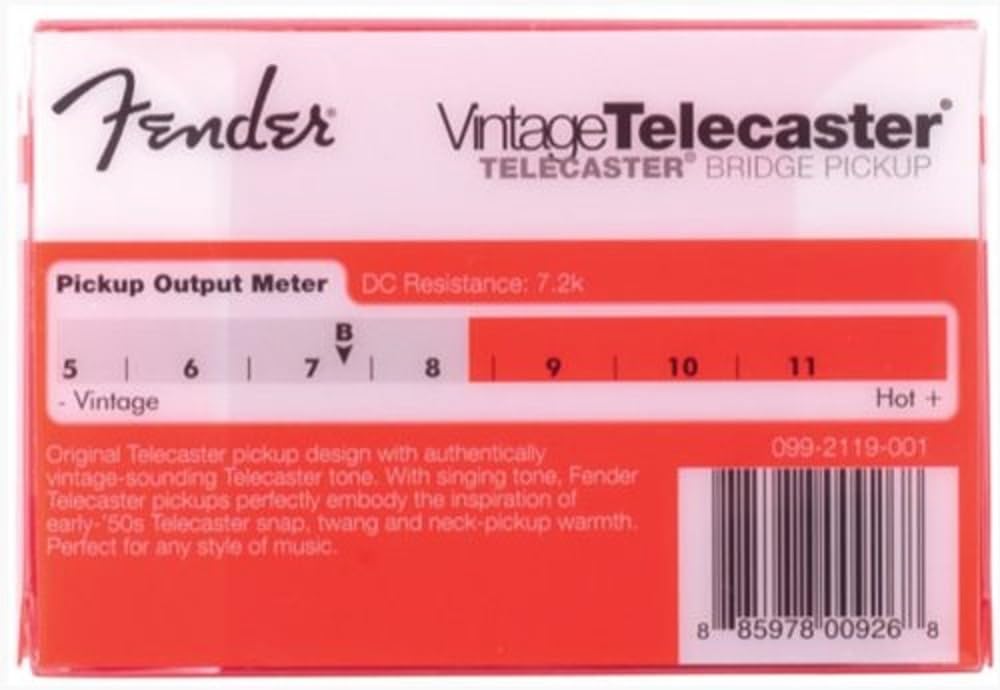 Fender®
VintageTelecaster®
TELECASTER® BRIDGE PICKUP
Pickup Output Meter
DC Resistance: 7.2k
B
5 | 6 | 7 | 8 | 9 | 10 | 11
- Vintage
Hot +
Original Telecaster pickup design with authentically
vintage-sounding Telecaster tone. With singing tone, Fender
Telecaster pickups perfectly embody the inspiration of
early-'50s Telecaster snap, twang and neck-pickup warmth.
Perfect for any style of music.
099-2119-001
8 85978 00926 8